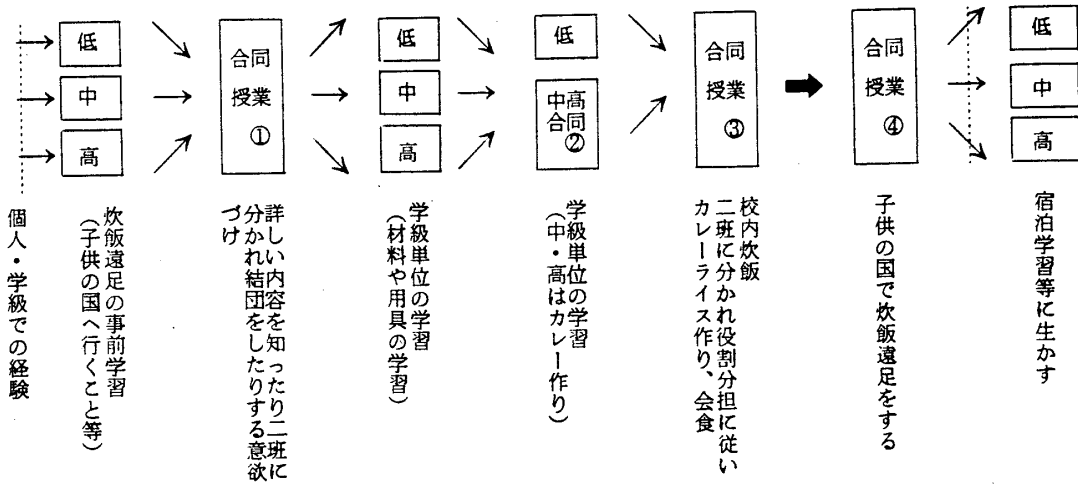 低
中
高
合同
授業
①
低
中
高
低
中高
合同
②
合同
授業
③
合同
授業
④
低
中
高
個人・学級での経験
炊飯遠足の事前学習
(子供の国へ行くこと等)
詳しい内容を知ったり二班に
分かれ結団をしたりする意欲
づけ
学級単位の学習
(材料や用具の学習)
学級単位の学習
(中・高はカレー作り)
校内炊飯
二班に分かれ役割分担に従い
カレーライス作り、会食
子供の国で炊飯遠足をする
宿泊学習等に生かす